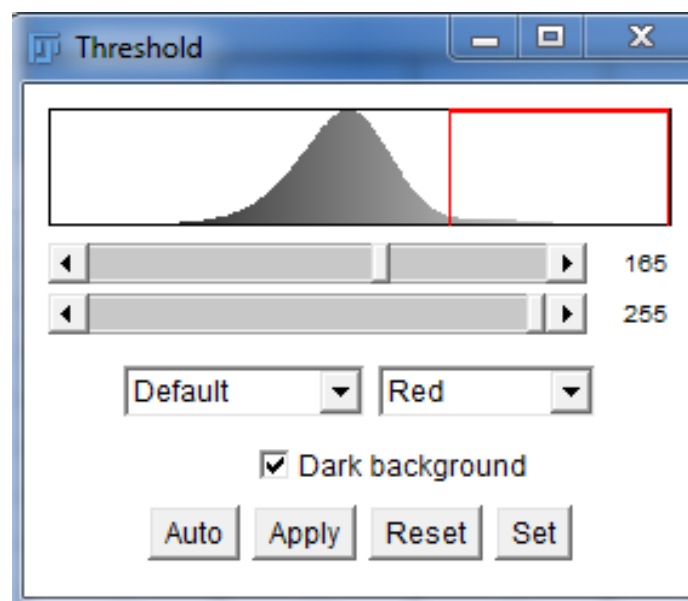 Threshold
165
255
Default Red
Dark background
Auto Apply Reset Set